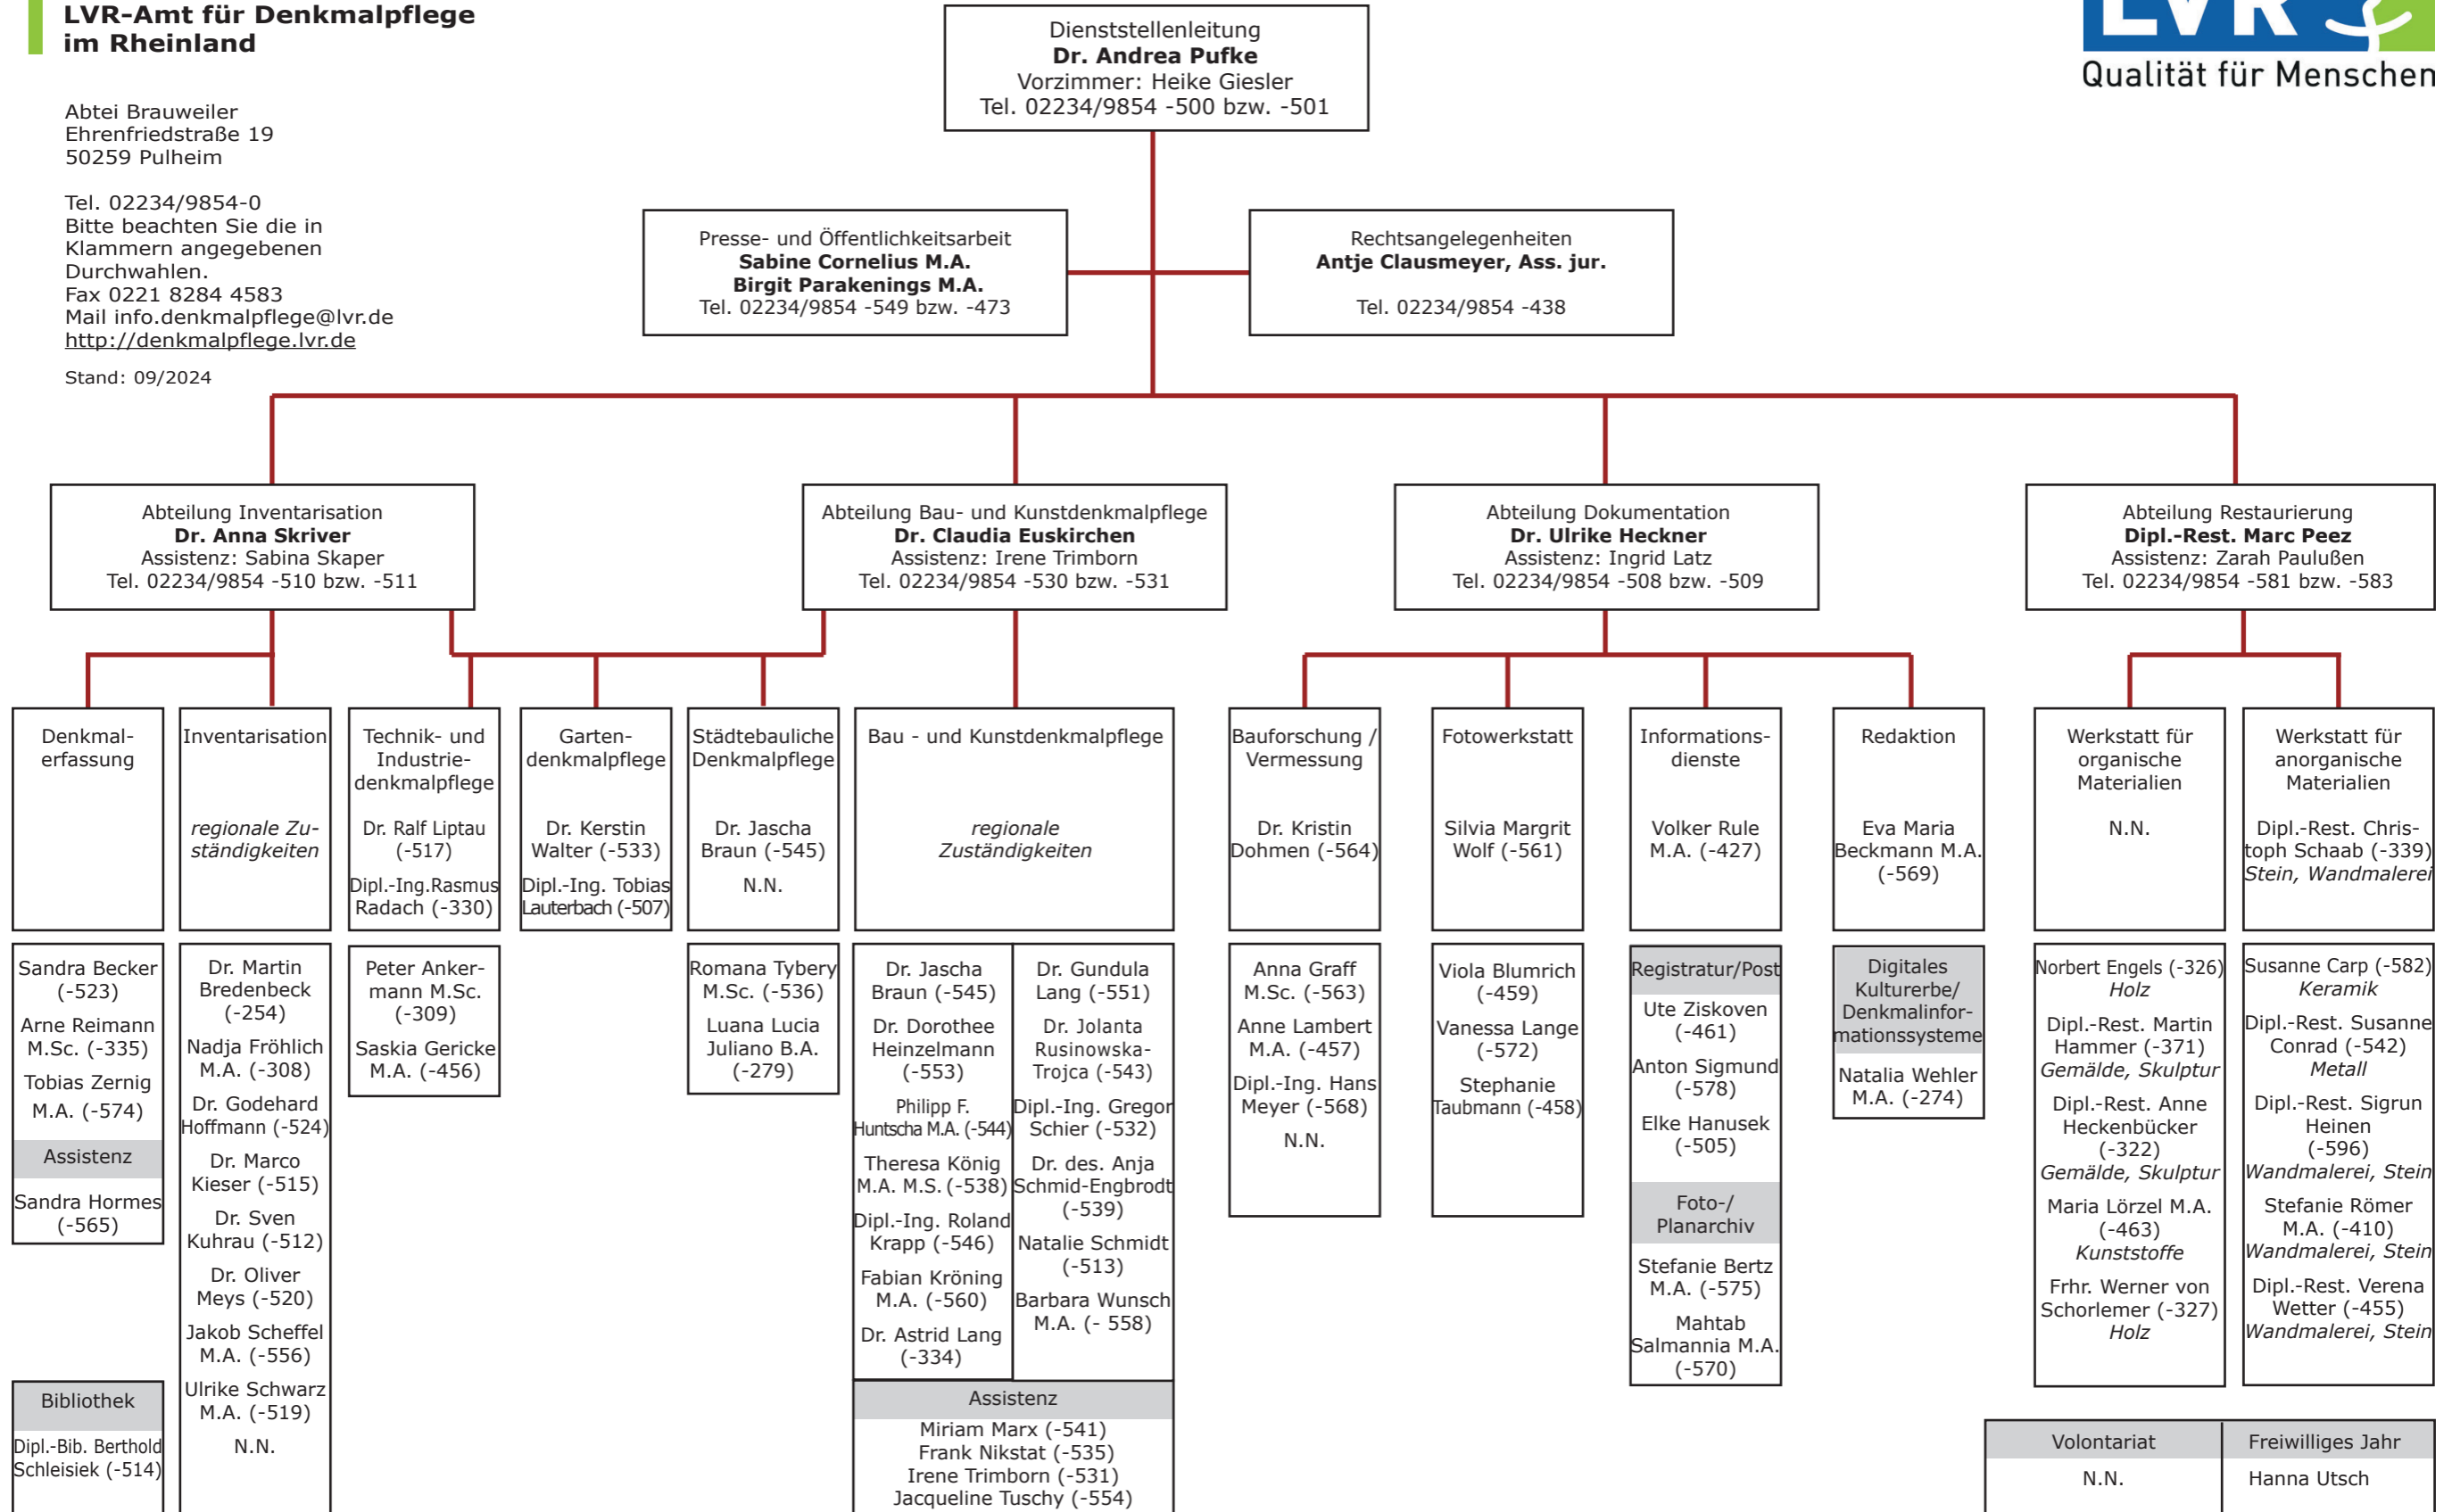 LVR-Amt für Denkmalpflege
im Rheinland
Abtei Brauweiler
Ehrenfriedstraße 19
50259 Pulheim
Tel. 02234/9854-0
Bitte beachten Sie die in
Klammern angegebenen
Durchwahlen.
Fax 0221 8284 4583
Mail info.denkmalpflege@lvr.de
http://denkmalpflege.lvr.de
Stand: 09/2024
Dienststellenleitung
Dr. Andrea Pufke
Vorzimmer: Heike Giesler
Tel. 02234/9854 -500 bzw. -501
LVR
Qualität für Menschen
Presse- und Öffentlichkeitsarbeit
Sabine Cornelius M.A.
Birgit Parakenings M.A.
Tel. 02234/9854 -549 bzw. -473
Rechtsangelegenheiten
Antje Clausmeyer, Ass. jur.
Tel. 02234/9854 -438
Abteilung Inventarisation
Dr. Anna Skriver
Assistenz: Sabina Skaper
Tel. 02234/9854 -510 bzw. -511
Abteilung Bau- und Kunstdenkmalpflege
Dr. Claudia Euskirchen
Assistenz: Irene Trimborn
Tel. 02234/9854 -530 bzw. -531
Abteilung Dokumentation
Dr. Ulrike Heckner
Assistenz: Ingrid Latz
Tel. 02234/9854 -508 bzw. -509
Abteilung Restaurierung
Dipl.-Rest. Marc Peez
Assistenz: Zarah Paulußen
Tel. 02234/9854 -581 bzw. -583
Denkmal-
erfassung
Sandra Becker
(-523)
Arne Reimann
M.Sc. (-335)
Tobias Zernig
M.A. (-574)
Assistenz
Sandra Hormes
(-565)
Bibliothek
Dipl.-Bib. Berthold
Schleisiek (-514)
Inventarisation
regionale Zu-
ständigkeiten
Dr. Martin
Bredenbeck
(-254)
Nadja Fröhlich
M.A. (-308)
Dr. Godehard
Hoffmann (-524)
Dr. Marco
Kieser (-515)
Dr. Sven
Kuhrau (-512)
Dr. Oliver
Meys (-520)
Jakob Scheffel
M.A. (-556)
Ulrike Schwarz
M.A. (-519)
N.N.
Technik- und
Industrie-
denkmalpflege
Dr. Ralf Liptau
(-517)
Dipl.-Ing.Rasmus
Radach (-330)
Peter Anker-
mann M.Sc.
(-309)
Saskia Gericke
M.A. (-456)
Garten-
denkmalpflege
Dr. Kerstin
Walter (-533)
Dipl.-Ing. Tobias
Lauterbach (-507)
Städtebauliche
Denkmalpflege
Dr. Jascha
Braun (-545)
N.N.
Romana Tybery
M.Sc. (-536)
Luana Lucia
Juliano B.A.
(-279)
Bau - und Kunstdenkmalpflege
regionale
Zuständigkeiten
Dr. Jascha
Braun (-545)
Dr. Dorothee
Heinzelmann
(-553)
Philipp F.
Huntscha M.A. (-544)
Theresa König
M.A. M.S. (-538)
Dipl.-Ing. Roland
Krapp (-546)
Fabian Kröning
M.A. (-560)
Dr. Astrid Lang
(-334)
Dr. Gundula
Lang (-551)
Dr. Jolanta
Rusinowska-
Trojca (-543)
Dipl.-Ing. Gregor
Schier (-532)
Dr. des. Anja
Schmid-Engbrodt
(-539)
Natalie Schmidt
(-513)
Barbara Wunsch
M.A. (- 558)
Assistenz
Miriam Marx (-541)
Frank Nikstat (-535)
Irene Trimborn (-531)
Jacqueline Tuschy (-554)
Bauforschung /
Vermessung
Dr. Kristin
Dohmen (-564)
Anna Graff
M.Sc. (-563)
Anne Lambert
M.A. (-457)
Dipl.-Ing. Hans
Meyer (-568)
N.N.
Fotowerkstatt
Silvia Margrit
Wolf (-561)
Viola Blumrich
(-459)
Vanessa Lange
(-572)
Stephanie
Taubmann (-458)
Informations-
dienste
Volker Rule
M.A. (-427)
Registratur/Post
Ute Ziskoven
(-461)
Anton Sigmund
(-578)
Elke Hanusek
(-505)
Foto-/
Planarchiv
Stefanie Bertz
M.A. (-575)
Mahtab
Salmannia M.A.
(-570)
Redaktion
Eva Maria
Beckmann M.A.
(-569)
Digitales
Kulturerbe/
Denkmalinfor-
mationssysteme
Natalia Wehler
M.A. (-274)
Werkstatt für
organische
Materialien
N.N.
Norbert Engels (-326)
Holz
Dipl.-Rest. Martin
Hammer (-371)
Gemälde, Skulptur
Dipl.-Rest. Anne
Heckenbücker
(-322)
Gemälde, Skulptur
Maria Lörzel M.A.
(-463)
Kunststoffe
Frhr. Werner von
Schorlemer (-327)
Holz
Werkstatt für
anorganische
Materialien
Dipl.-Rest. Chris-
toph Schaab (-339)
Stein, Wandmalerei
Susanne Carp (-582)
Keramik
Dipl.-Rest. Susanne
Conrad (-542)
Metall
Dipl.-Rest. Sigrun
Heinen
(-596)
Wandmalerei, Stein
Stefanie Römer
M.A. (-410)
Wandmalerei, Stein
Dipl.-Rest. Verena
Wetter (-455)
Wandmalerei, Stein
Volontariat
N.N.
Freiwilliges Jahr
Hanna Utsch